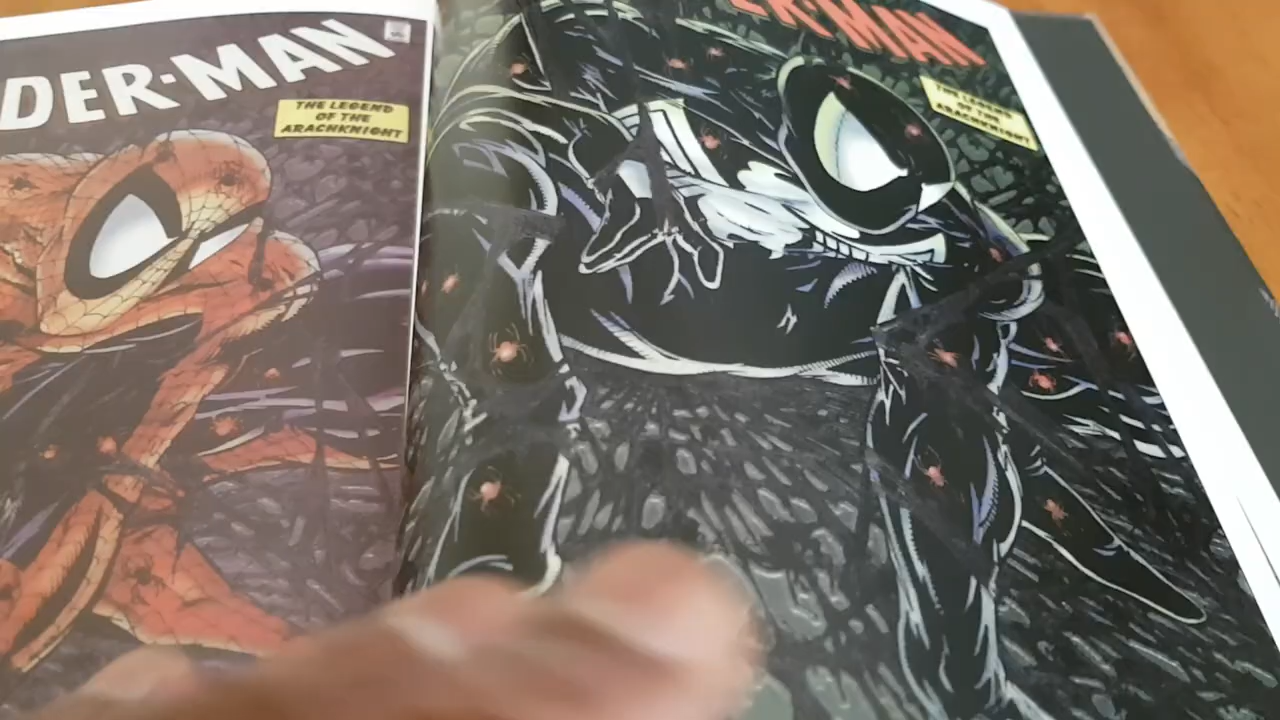 DER-MAN
THE LEGEND
OF THE
ARACHKNIGHT
ER-MAN
THE LEGEND
OF THE
ARACHKNIGHT